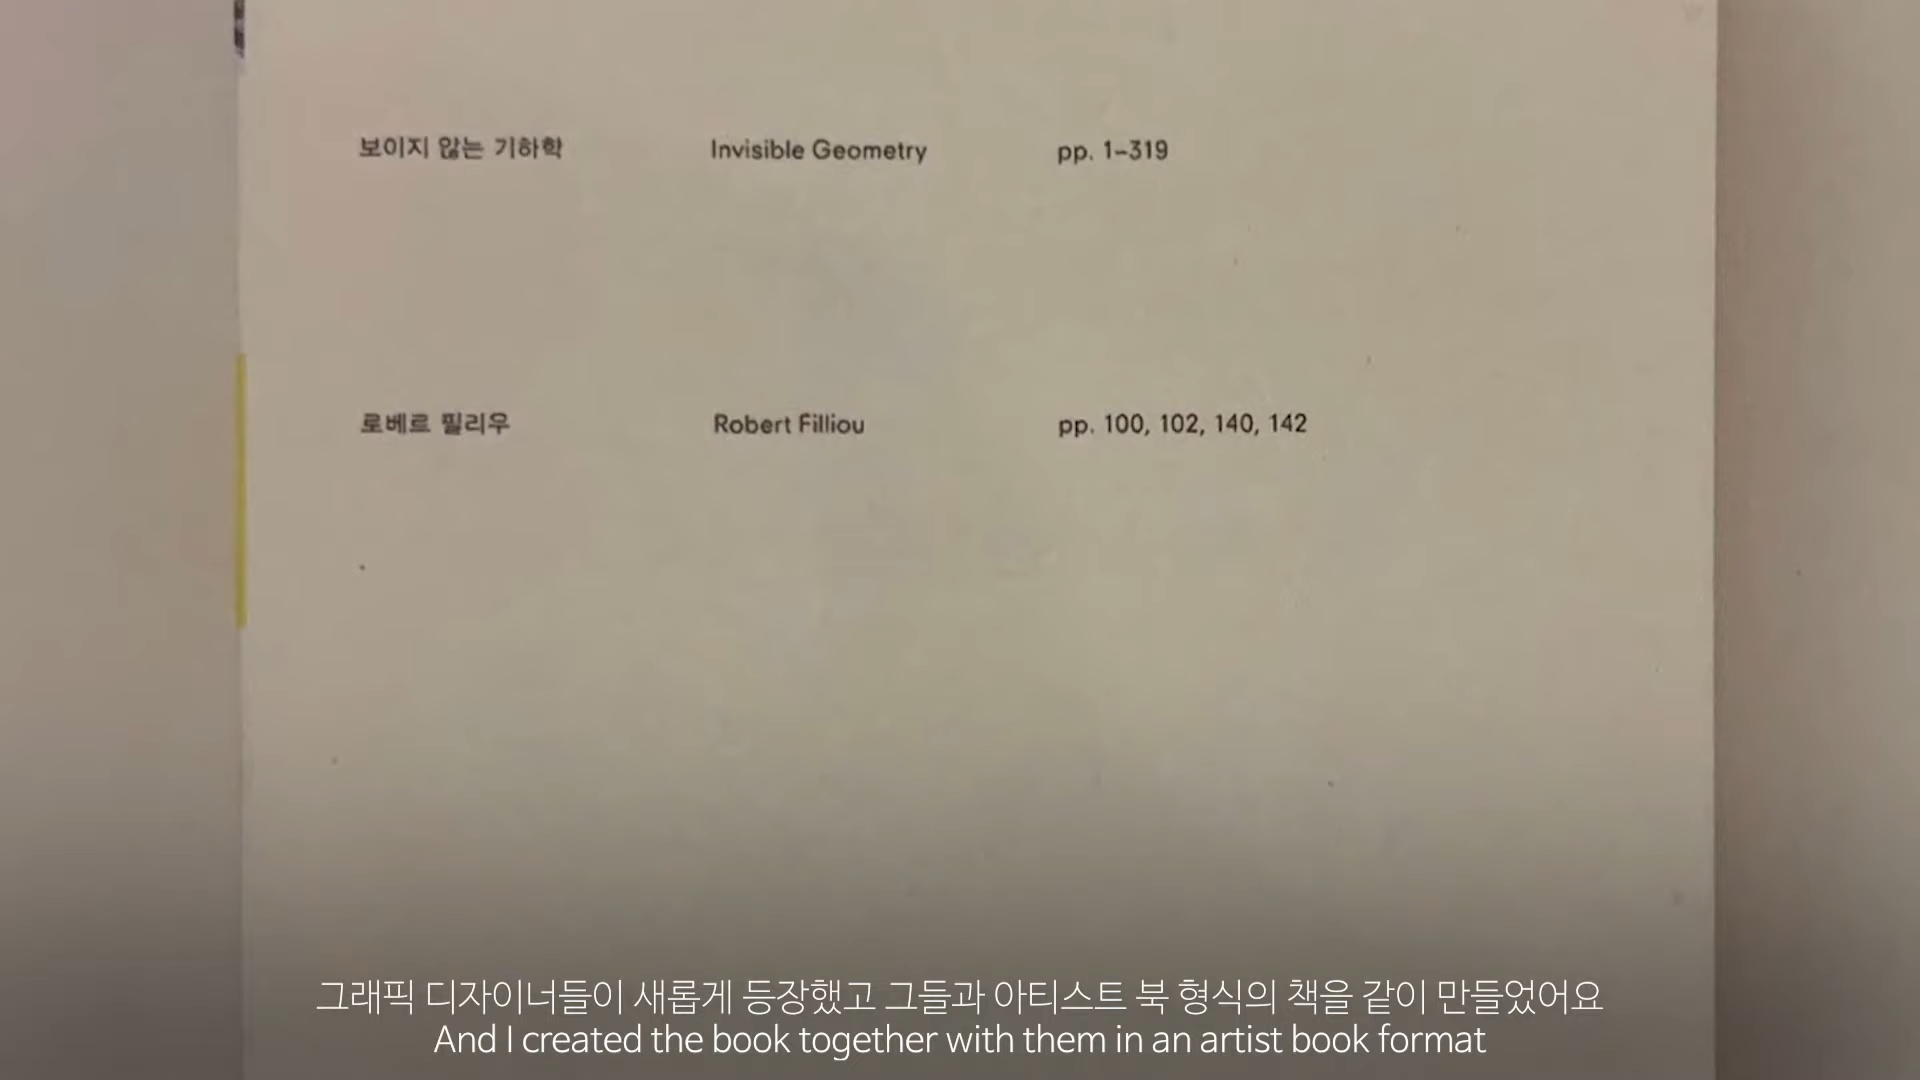 보이지 않는 기하학 Invisible Geometry pp. 1–319
로베르 필리우 Robert Filliou pp. 100, 102, 140, 142
그래픽 디자이너들이 새롭게 등장했고 그들과 아티스트 북 형식의 책을 같이 만들었어요
And I created the book together with them in an artist book format